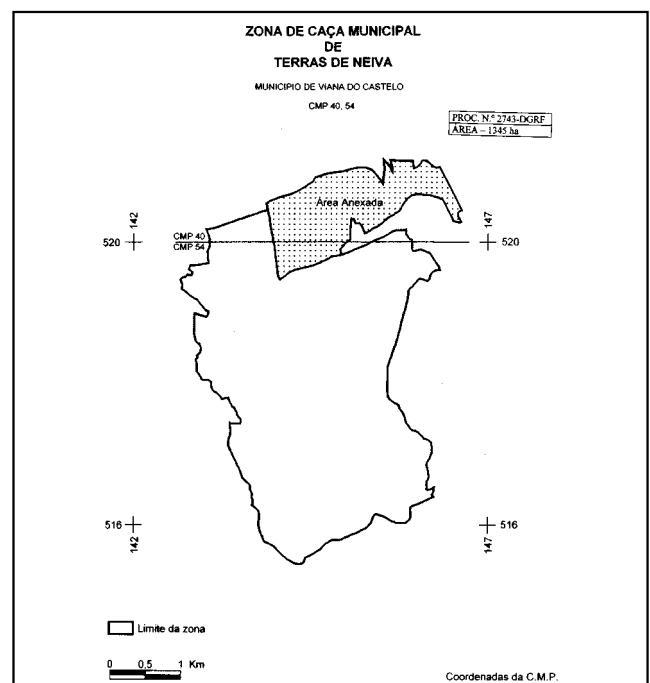 ZONA DE CAÇA MUNICIPAL
DE
TERRAS DE NEIVA
MUNICIPIO DE VIANA DO CASTELO
CMP 40, 54
PROC. N.º 2743-DGRF
ÁREA – 1345 ha
Área Anexada
142
147
CMP 40
520
520
CMP 54
516
516
142
147
Limite da zona
0 0,5 1 Km
Coordenadas da C.M.P.